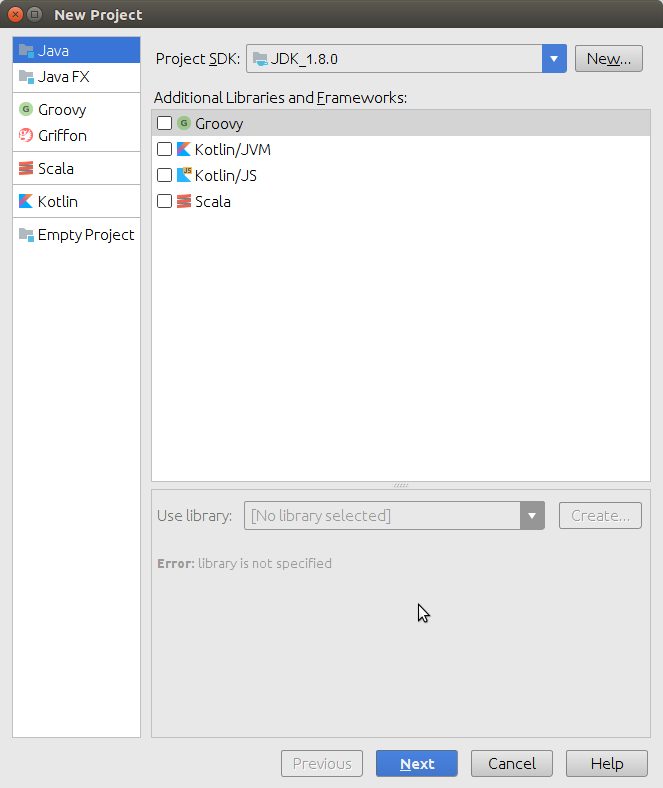 New Project
Java
Java FX
Groovy
Griffon
Scala
Kotlin
Empty Project
Project SDK: JDK_1.8.0 New...
Additional Libraries and Frameworks:
Groovy
Kotlin/JVM
Kotlin/JS
Scala
Use library: [No library selected] Create...
Error: library is not specified
Previous Next Cancel Help